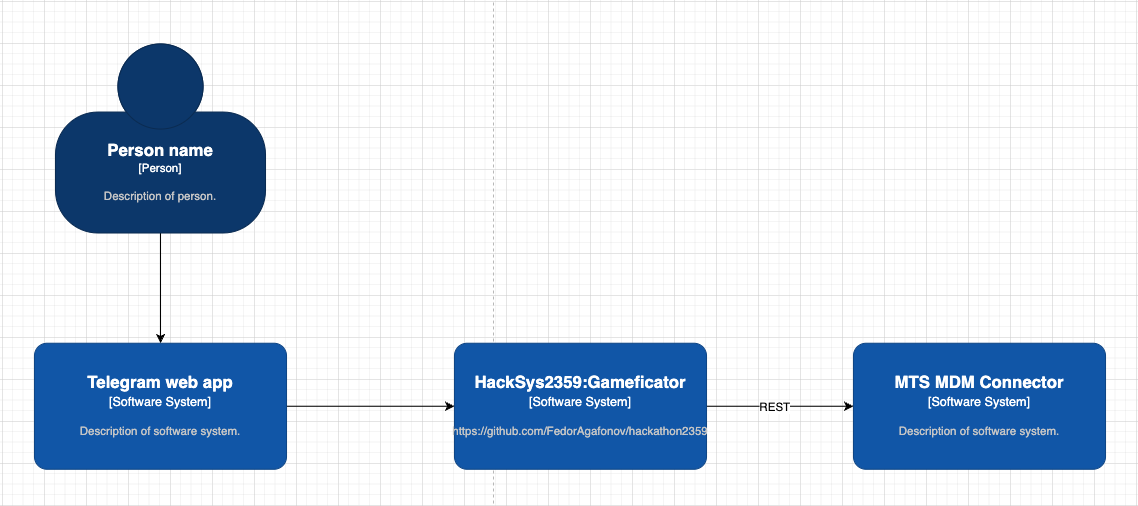 Person name
[Person]
Description of person.
Telegram web app
[Software System]
Description of software system.
HackSys2359:Gameficator
[Software System]
https://github.com/FedorAgafonov/hackathon2359
REST
MTS MDM Connector
[Software System]
Description of software system.